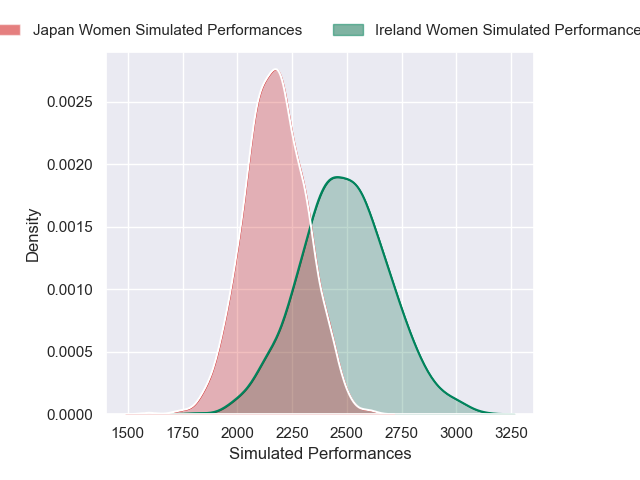 Japan Women Simulated Performances Ireland Women Simulated Performance
0.0025
0.0020
0.0015
0.0010
0.0005
0.0000
Density
1500 1750 2000 2250 2500 2750 3000 3250
Simulated Performances